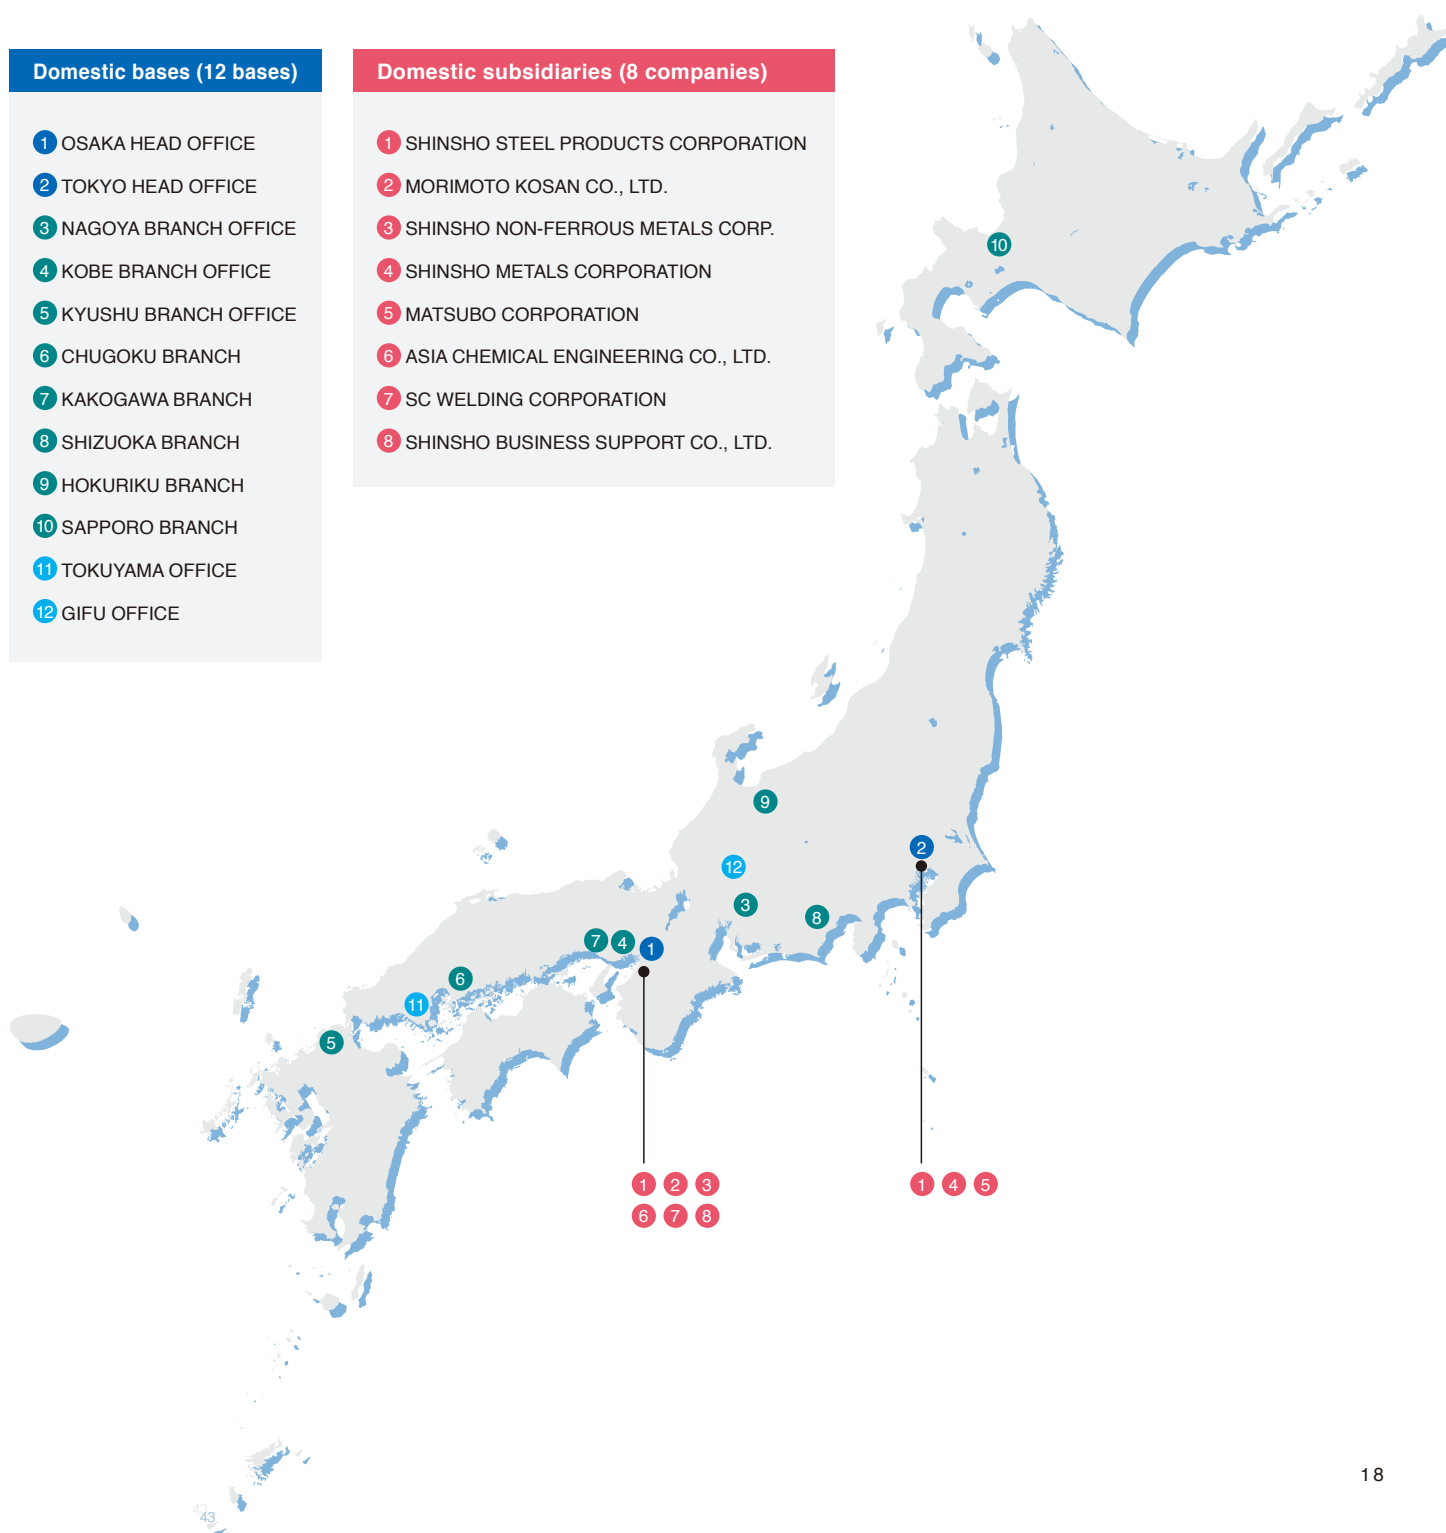 Domestic bases (12 bases)
1 OSAKA HEAD OFFICE
2 TOKYO HEAD OFFICE
3 NAGOYA BRANCH OFFICE
4 KOBE BRANCH OFFICE
5 KYUSHU BRANCH OFFICE
6 CHUGOKU BRANCH
7 KAKOGAWA BRANCH
8 SHIZUOKA BRANCH
9 HOKURIKU BRANCH
10 SAPPORO BRANCH
11 TOKUYAMA OFFICE
12 GIFU OFFICE
Domestic subsidiaries (8 companies)
1 SHINSHO STEEL PRODUCTS CORPORATION
2 MORIMOTO KOSAN CO., LTD.
3 SHINSHO NON-FERROUS METALS CORP.
4 SHINSHO METALS CORPORATION
5 MATSUBO CORPORATION
6 ASIA CHEMICAL ENGINEERING CO., LTD.
7 SC WELDING CORPORATION
8 SHINSHO BUSINESS SUPPORT CO., LTD.
10
9
2
12
3
8
7 4 1
6
11
5
1 2 3
6 7 8
1 4 5
18
43
43